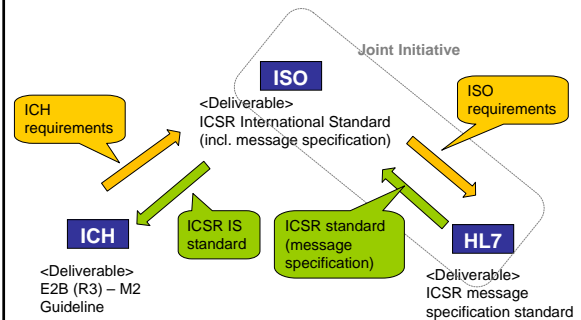 Joint Initiative
ISO
<Deliverable>
ICSR International Standard
(incl. message specification)
ICH
requirements
ISO
requirements
ICSR IS
standard
ICSR standard
(message
specification)
ICH
<Deliverable>
E2B (R3) – M2
Guideline
HL7
<Deliverable>
ICSR message
specification standard